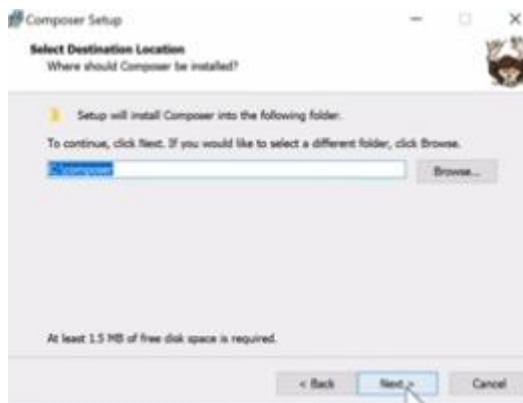 Composer Setup
Select Destination Location
Where should Composer be installed?
Setup will install Composer into the following folder.
To continue, click Next. If you would like to select a different folder, click Browse.
C:\composer
Browse...
At least 1.5 MB of free disk space is required.
< Back
Next >
Cancel